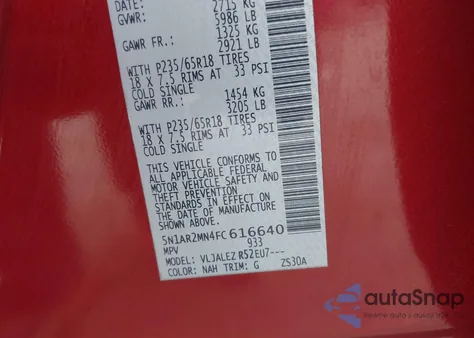 DATE: 2715 KG
GVWR: 5986 LB
1325 KG
GAWR FR: 2921 LB
WITH P235/65R18 TIRES
18 X 7.5 RIMS AT 33 PSI
COLD SINGLE
1454 KG
GAWR RR: 3205 LB
WITH P235/65R18 TIRES
18 X 7.5 RIMS AT 33 PSI
COLD SINGLE
THIS VEHICLE CONFORMS TO
ALL APPLICABLE FEDERAL
MOTOR VEHICLE SAFETY AND
THEFT PREVENTION
STANDARDS IN EFFECT ON
THE DATE OF MANUFACTURE
SHOWN ABOVE.
5N1AR2MN4FC616640
MPV 933
MODEL: VLJALEZ R52EU7---
COLOR: NAH TRIM: G ZS30A
autoSnap
Prior auto's auction history